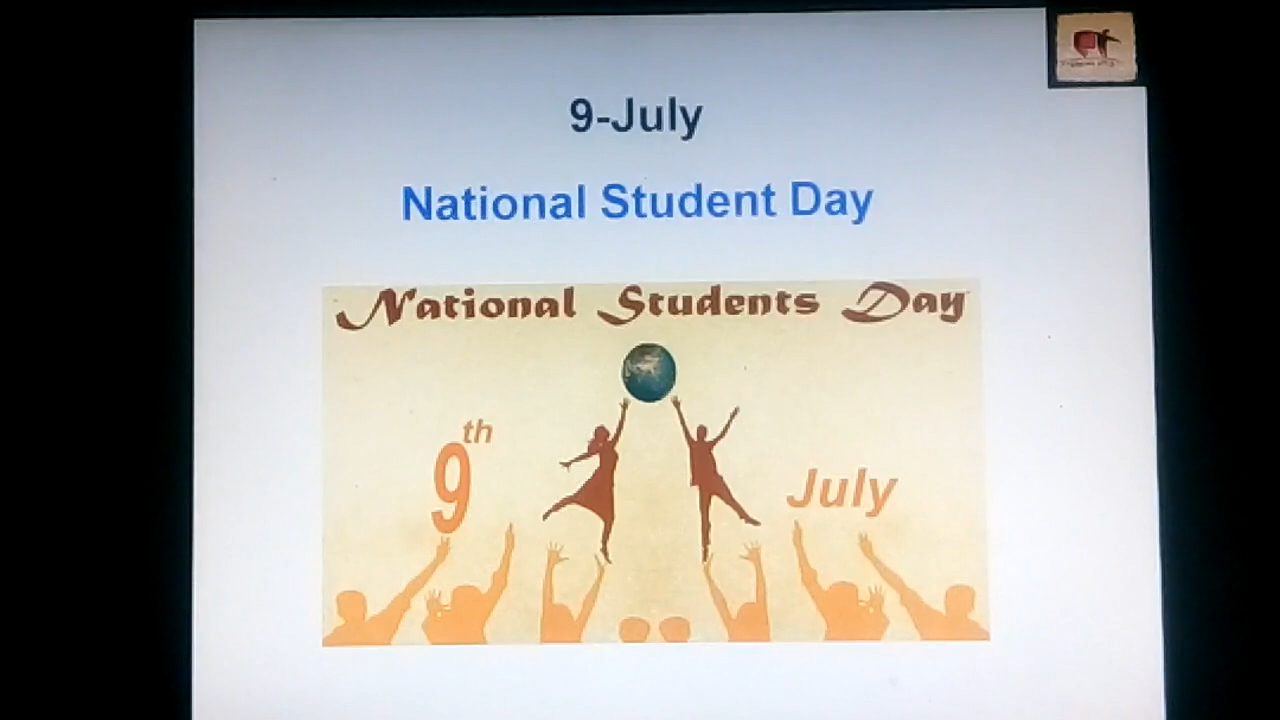 9-July
National Student Day
National Students Day
9th
July